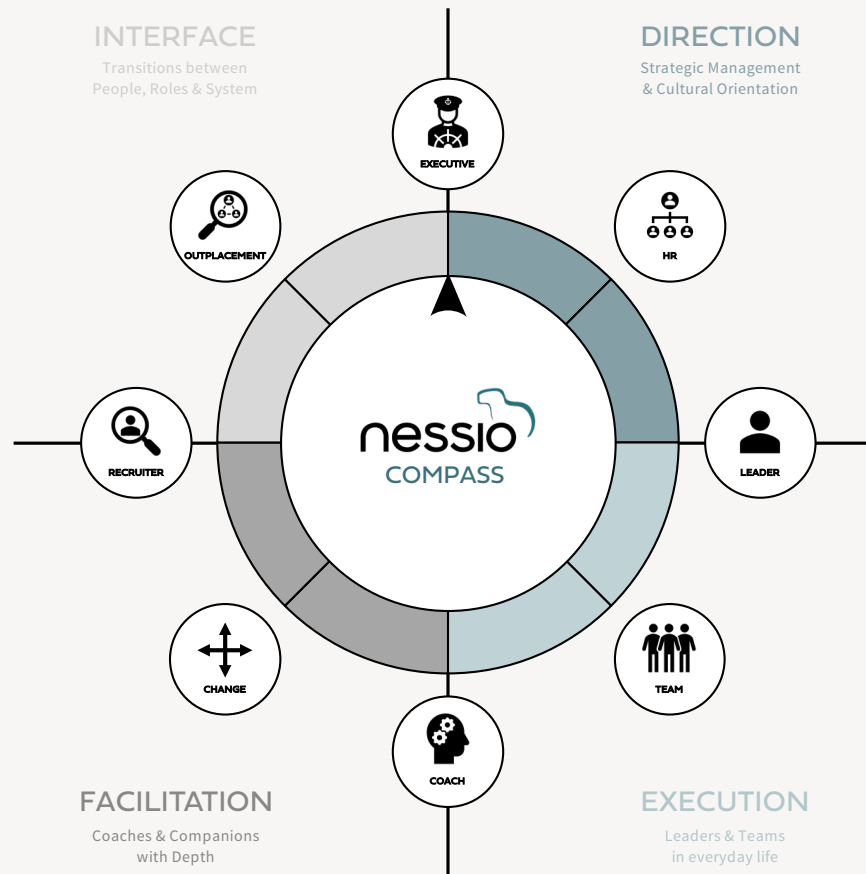 INTERFACE
Transitions between
People, Roles & System
DIRECTION
Strategic Management
& Cultural Orientation
EXECUTIVE
OUTPLACEMENT
HR
nessio
COMPASS
RECRUITER
LEADER
CHANGE
TEAM
COACH
FACILITATION
Coaches & Companions
with Depth
EXECUTION
Leaders & Teams
in everyday life